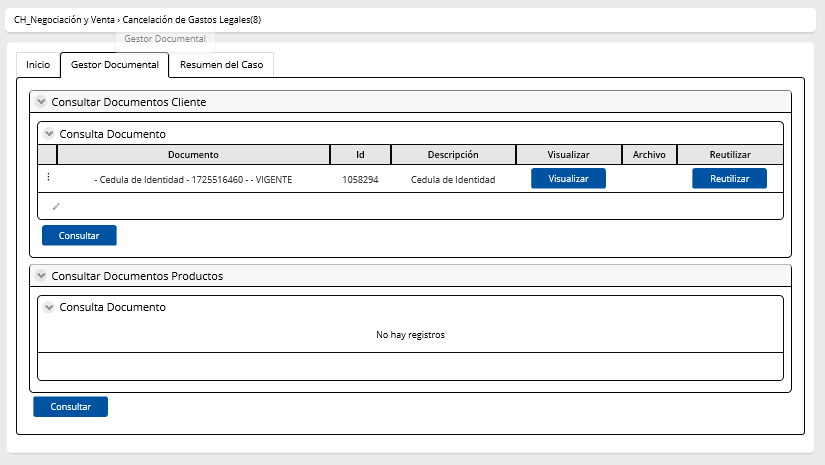 CH_Negociación y Venta › Cancelación de Gastos Legales(8)
Gestor Documental
Inicio Gestor Documental Resumen del Caso
Consultar Documentos Cliente
Consulta Documento
Documento Id Descripción Visualizar Archivo Reutilizar
- Cedula de Identidad - 1725516460 - - VIGENTE 1058294 Cedula de Identidad Visualizar Reutilizar
Consultar
Consultar Documentos Productos
Consulta Documento
No hay registros
Consultar